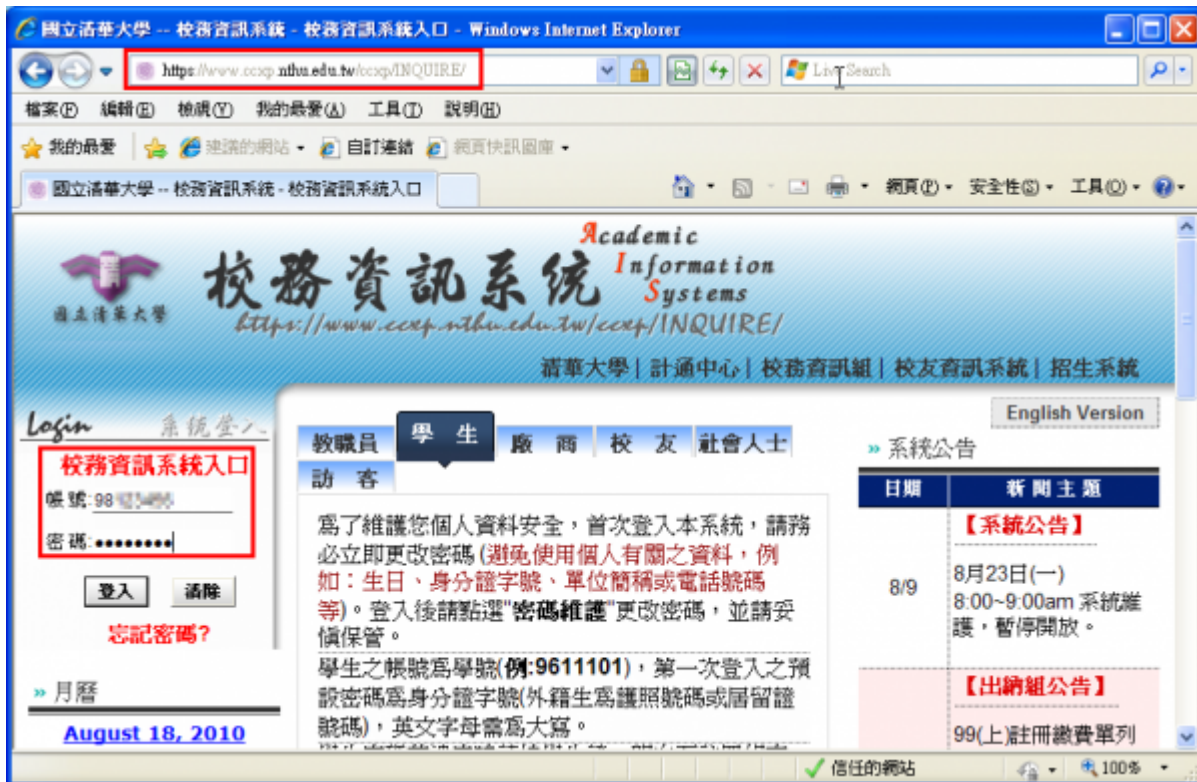 國立清華大學 -- 校務資訊系統 - 校務資訊系統入口 - Windows Internet Explorer
https://www.ccxp.nthu.edu.tw/ccxp/INQUIRE/
Live Search
檔案(F) 編輯(E) 檢視(V) 我的最愛(A) 工具(T) 說明(H)
我的最愛 建議的網站 自訂連結 網頁快訊圖庫
國立清華大學 -- 校務資訊系統 - 校務資訊系統入口
網頁(P) 安全性(S) 工具(O)
國立清華大學
校務資訊系統
Academic
Information
Systems
https://www.ccxp.nthu.edu.tw/ccxp/INQUIRE/
清華大學 | 計通中心 | 校務資訊組 | 校友資訊系統 | 招生系統
Login 系統登入
校務資訊系統入口
帳號: 98
密碼: ••••••••
登入 清除
忘記密碼?
» 月曆
August 18, 2010
教職員 學生 廠商 校友 社會人士
訪客
為了維護您個人資料安全,首次登入本系統,請務
必立即更改密碼(避免使用個人有關之資料,例
如:生日、身分證字號、單位簡稱或電話號碼
等)。登入後請點選"密碼維護"更改密碼,並請妥
慎保管。
學生之帳號為學號(例:9611101),第一次登入之預
設密碼為身分證字號(外籍生為護照號碼或居留證
號碼),英文字母需為大寫。
English Version
» 系統公告
日期 新聞主題
【系統公告】
8/9
8月23日(一)
8:00~9:00am 系統維
護,暫停開放。
【出納組公告】
99(上)註冊繳費單列
信任的網站 100%